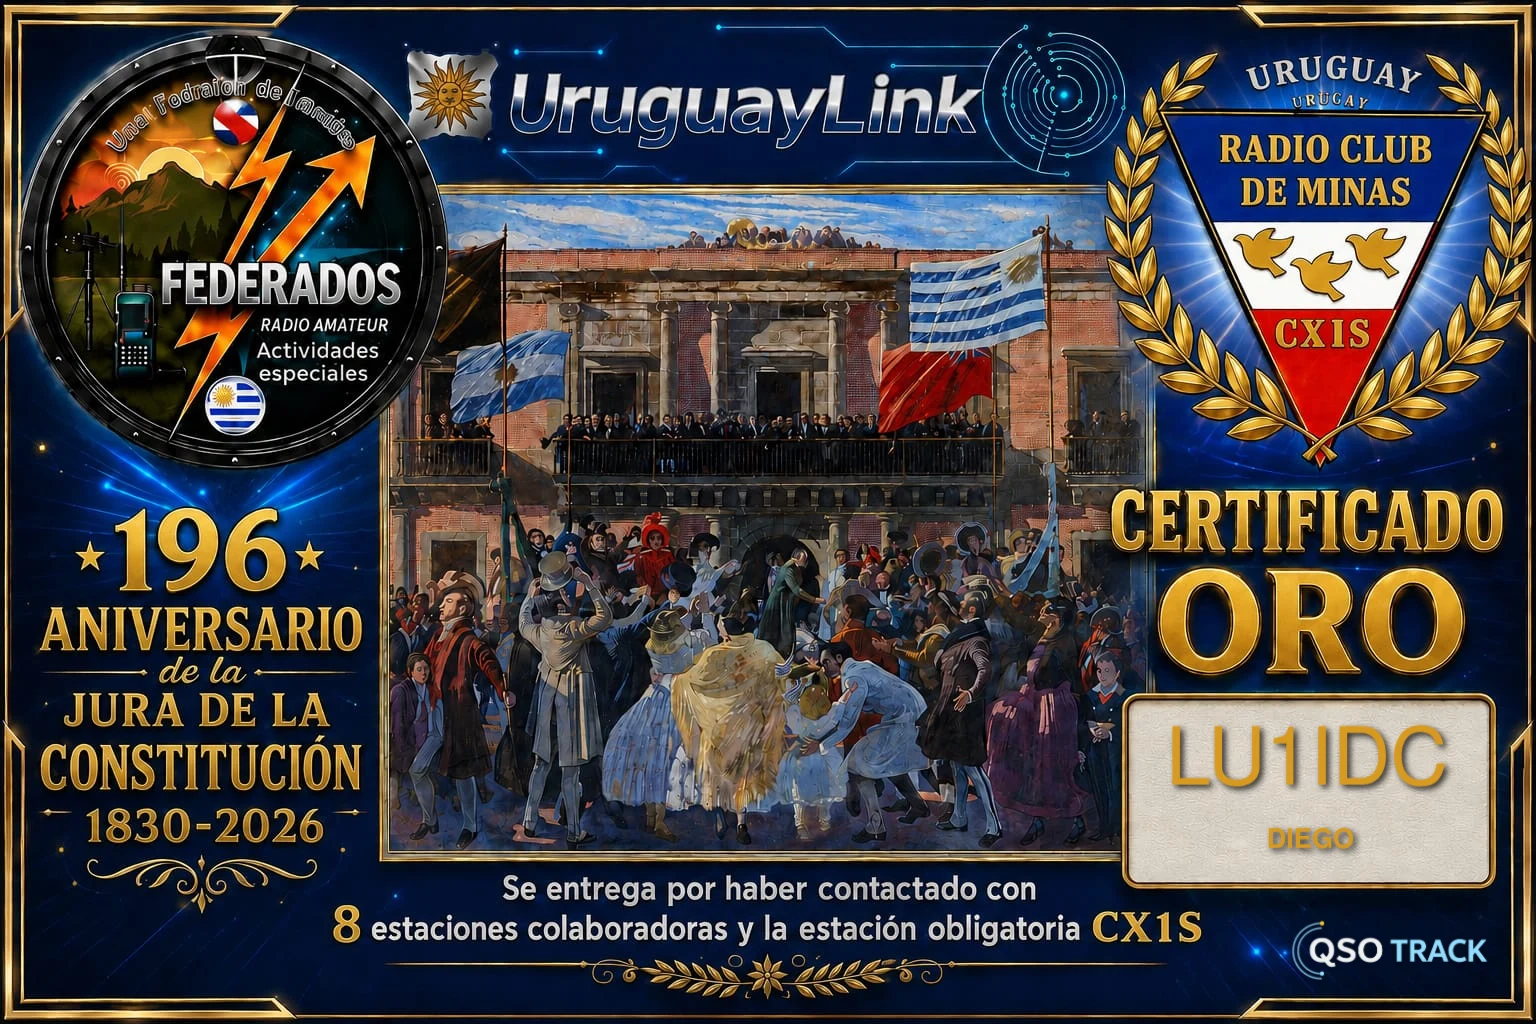 UruguayLink
FEDERADOS
RADIO AMATEUR
Actividades
especiales
URUGUAY
URUCAY
RADIO CLUB
DE MINAS
CX1S
196
ANIVERSARIO
de la
JURA DE LA
CONSTITUCIÓN
1830-2026
CERTIFICADO
ORO
LU1IDC
DIEGO
Se entrega por haber contactado con
8 estaciones colaboradoras y la estación obligatoria CX1S
QSO TRACK